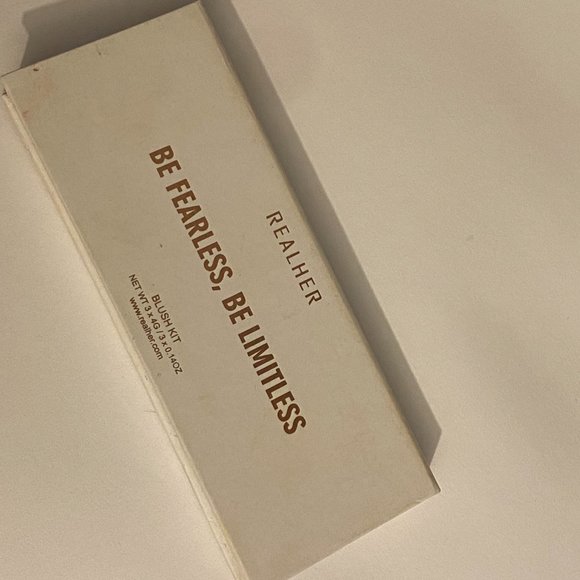 REALHER
BE FEARLESS, BE LIMITLESS
BLUSH KIT
NET WT 3 x 4G / 3 x 0.14OZ
www.realher.com